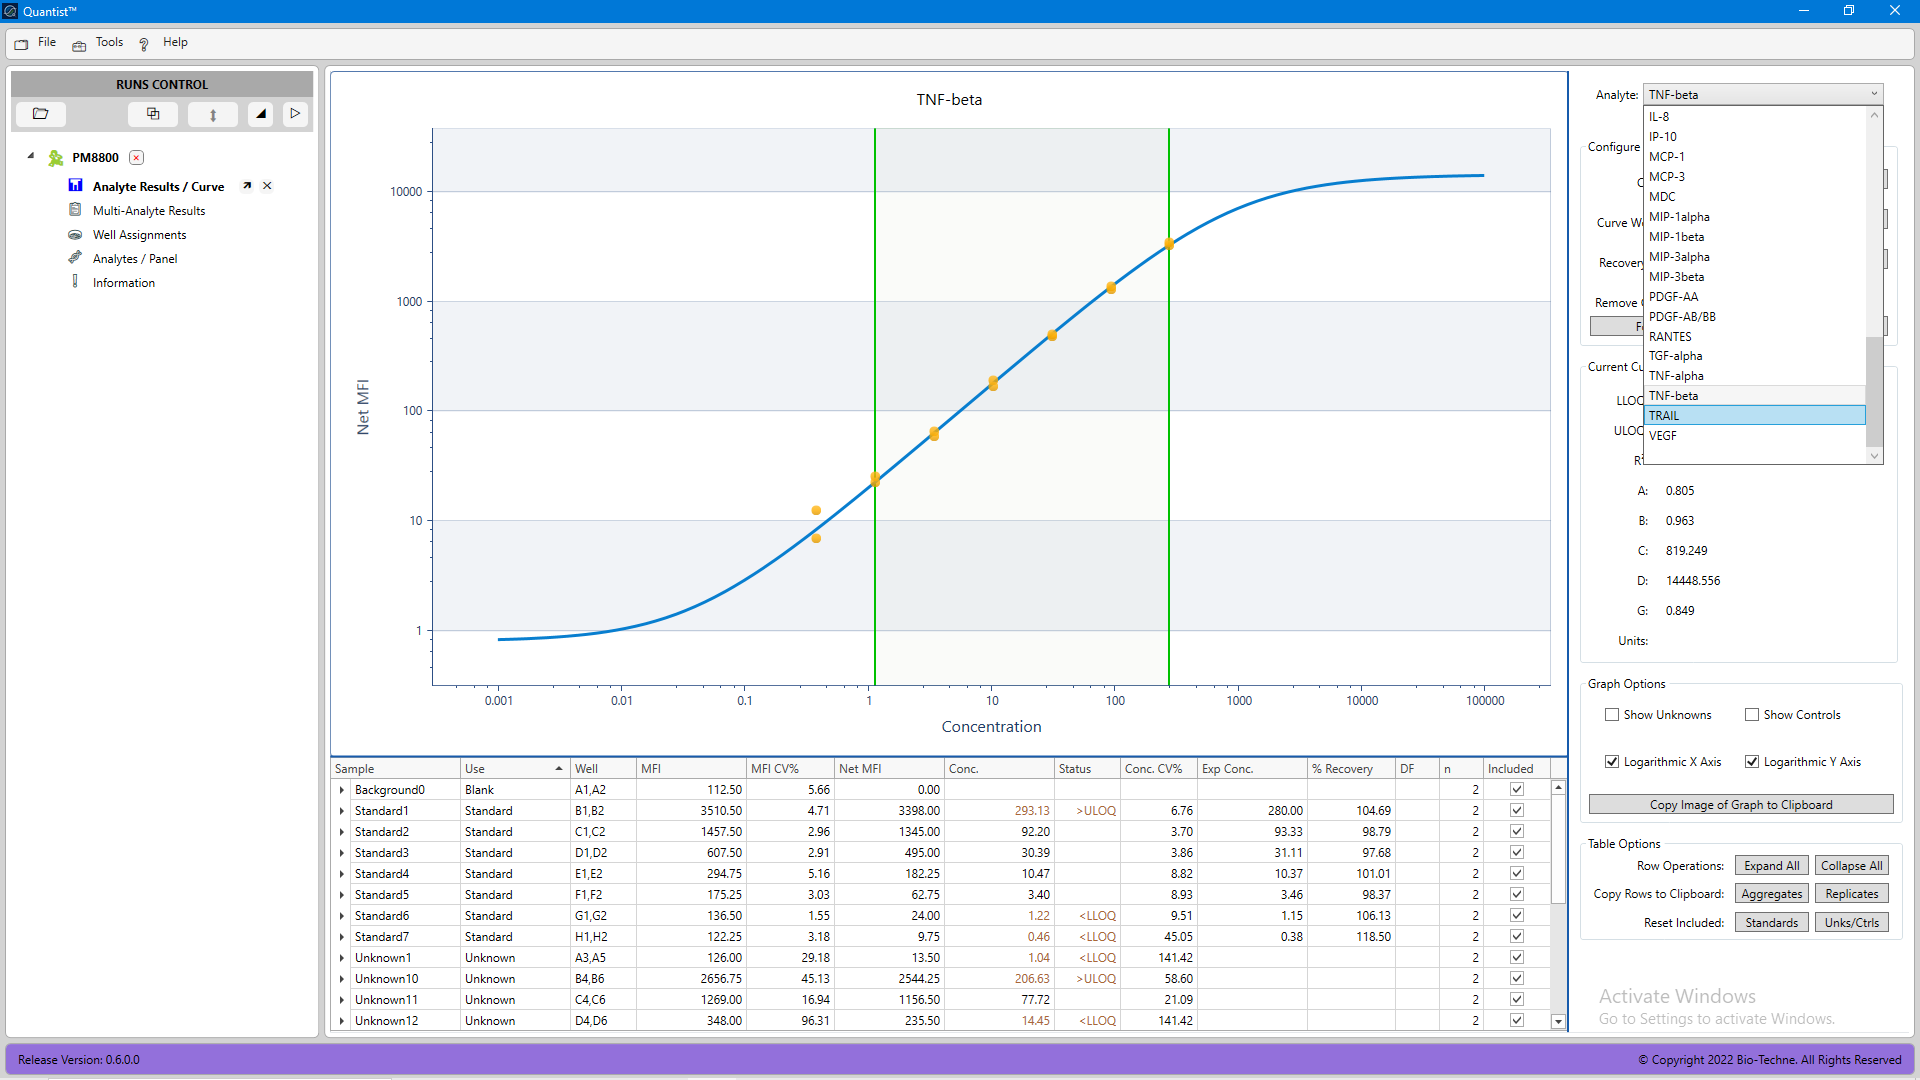 Quantist™
File Tools Help
RUNS CONTROL
PM8800
Analyte Results / Curve
Multi-Analyte Results
Well Assignments
Analytes / Panel
Information
TNF-beta
Net MFI
10000
1000
100
10
1
0.001 0.01 0.1 1 10 100 1000 10000 100000
Concentration
Sample Use Well MFI MFI CV% Net MFI Conc. Status Conc. CV% Exp Conc. % Recovery DF n Included
Background0 Blank A1,A2 112.50 5.66 0.00 2
Standard1 Standard B1,B2 3510.50 4.71 3398.00 293.13 >ULOQ 6.76 280.00 104.69 2
Standard2 Standard C1,C2 1457.50 2.96 1345.00 92.20 3.70 93.33 98.79 2
Standard3 Standard D1,D2 607.50 2.91 495.00 30.39 3.86 31.11 97.68 2
Standard4 Standard E1,E2 294.75 5.16 182.25 10.47 8.82 10.37 101.01 2
Standard5 Standard F1,F2 175.25 3.03 62.75 3.40 8.93 3.46 98.37 2
Standard6 Standard G1,G2 136.50 1.55 24.00 1.22 <LLOQ 9.51 1.15 106.13 2
Standard7 Standard H1,H2 122.25 3.18 9.75 0.46 <LLOQ 45.05 0.38 118.50 2
Unknown1 Unknown A3,A5 126.00 29.18 13.50 1.04 <LLOQ 141.42 2
Unknown10 Unknown B4,B6 2656.75 45.13 2544.25 206.63 >ULOQ 58.60 2
Unknown11 Unknown C4,C6 1269.00 16.94 1156.50 77.72 21.09 2
Unknown12 Unknown D4,D6 348.00 96.31 235.50 14.45 <LLOQ 141.42 2
Analyte: TNF-beta
IL-8
IP-10
MCP-1
MCP-3
MDC
MIP-1alpha
MIP-1beta
MIP-3alpha
MIP-3beta
PDGF-AA
PDGF-AB/BB
RANTES
TGF-alpha
TNF-alpha
TNF-beta
TRAIL
VEGF
Configure
Curve W
Recovery
Remove
Current Cu
LLOQ
ULOQ
A: 0.805
B: 0.963
C: 819.249
D: 14448.556
G: 0.849
Units:
Graph Options
Show Unknowns Show Controls
Logarithmic X Axis Logarithmic Y Axis
Copy Image of Graph to Clipboard
Table Options
Row Operations: Expand All Collapse All
Copy Rows to Clipboard: Aggregates Replicates
Reset Included: Standards Unks/Ctrls
Activate Windows
Go to Settings to activate Windows.
Release Version: 0.6.0.0
© Copyright 2022 Bio-Techne. All Rights Reserved